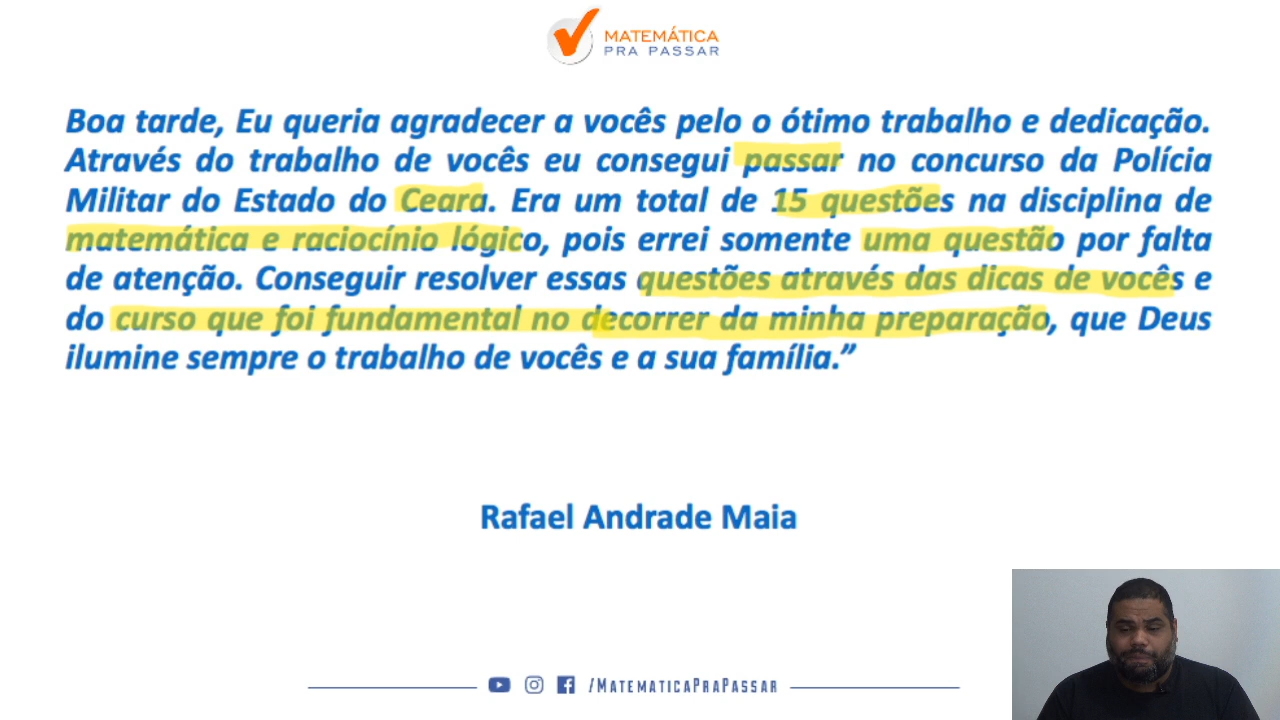 MATEMÁTICA
PRA PASSAR
Boa tarde, Eu queria agradecer a vocês pelo o ótimo trabalho e dedicação.
Através do trabalho de vocês eu consegui passar no concurso da Polícia
Militar do Estado do Ceara. Era um total de 15 questões na disciplina de
matemática e raciocínio lógico, pois errei somente uma questão por falta
de atenção. Conseguir resolver essas questões através das dicas de vocês e
do curso que foi fundamental no decorrer da minha preparação, que Deus
ilumine sempre o trabalho de vocês e a sua família.”
Rafael Andrade Maia
/MATEMATICAPRAPASSAR